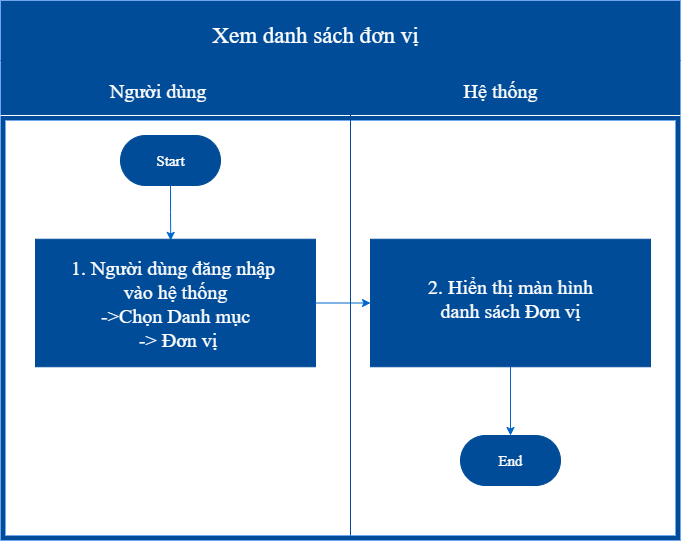 Xem danh sách đơn vị
Người dùng
Hệ thống
Start
1. Người dùng đăng nhập
vào hệ thống
->Chọn Danh mục
-> Đơn vị
2. Hiển thị màn hình
danh sách Đơn vị
End